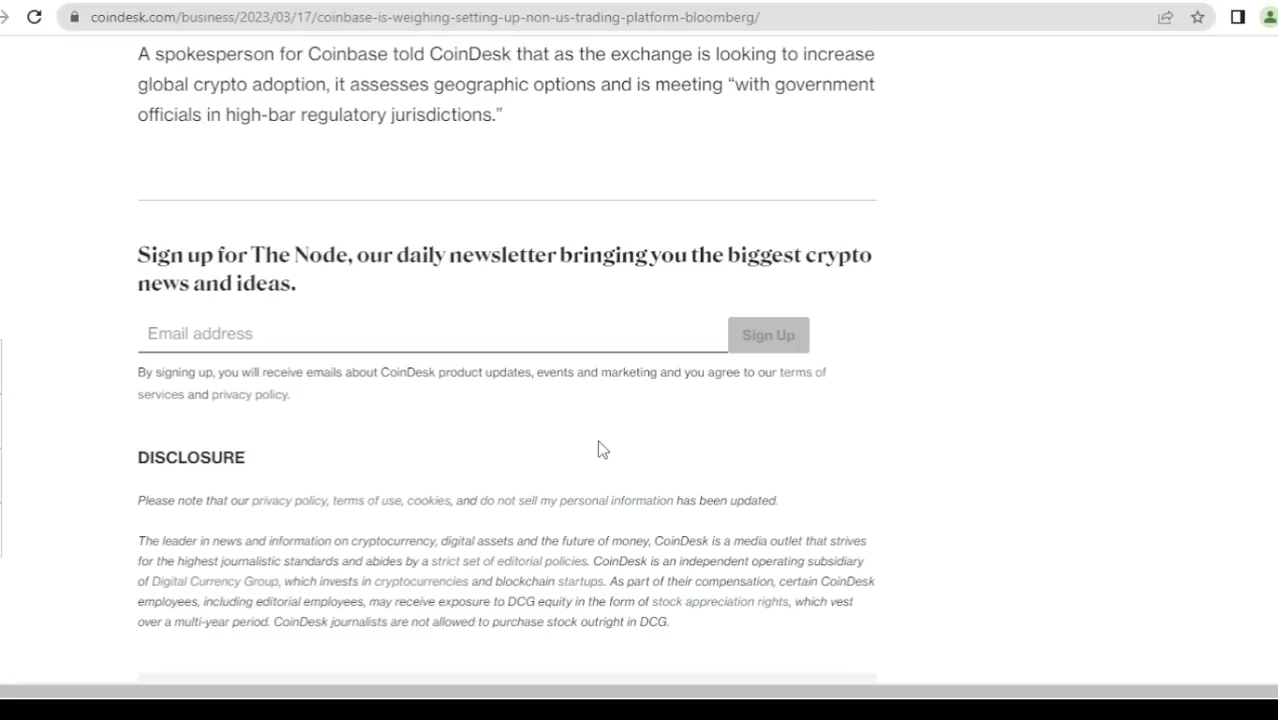 coindesk.com/business/2023/03/17/coinbase-is-weighing-setting-up-non-us-trading-platform-bloomberg/
A spokesperson for Coinbase told CoinDesk that as the exchange is looking to increase
global crypto adoption, it assesses geographic options and is meeting “with government
officials in high-bar regulatory jurisdictions.”
Sign up for The Node, our daily newsletter bringing you the biggest crypto
news and ideas.
Email address
Sign Up
By signing up, you will receive emails about CoinDesk product updates, events and marketing and you agree to our terms of
services and privacy policy.
DISCLOSURE
Please note that our privacy policy, terms of use, cookies, and do not sell my personal information has been updated.
The leader in news and information on cryptocurrency, digital assets and the future of money, CoinDesk is a media outlet that strives
for the highest journalistic standards and abides by a strict set of editorial policies. CoinDesk is an independent operating subsidiary
of Digital Currency Group, which invests in cryptocurrencies and blockchain startups. As part of their compensation, certain CoinDesk
employees, including editorial employees, may receive exposure to DCG equity in the form of stock appreciation rights, which vest
over a multi-year period. CoinDesk journalists are not allowed to purchase stock outright in DCG.